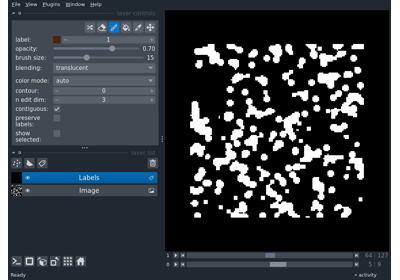 File View Plugins Window Help
layer controls
label: 1
opacity: 0.70
brush size: 15
blending: translucent
color mode: auto
contour: 0
n edit dim: 3
contiguous:
preserve
labels:
show
selected:
layer list
Labels
Image
1 64 127
0 5 9
Ready
activity